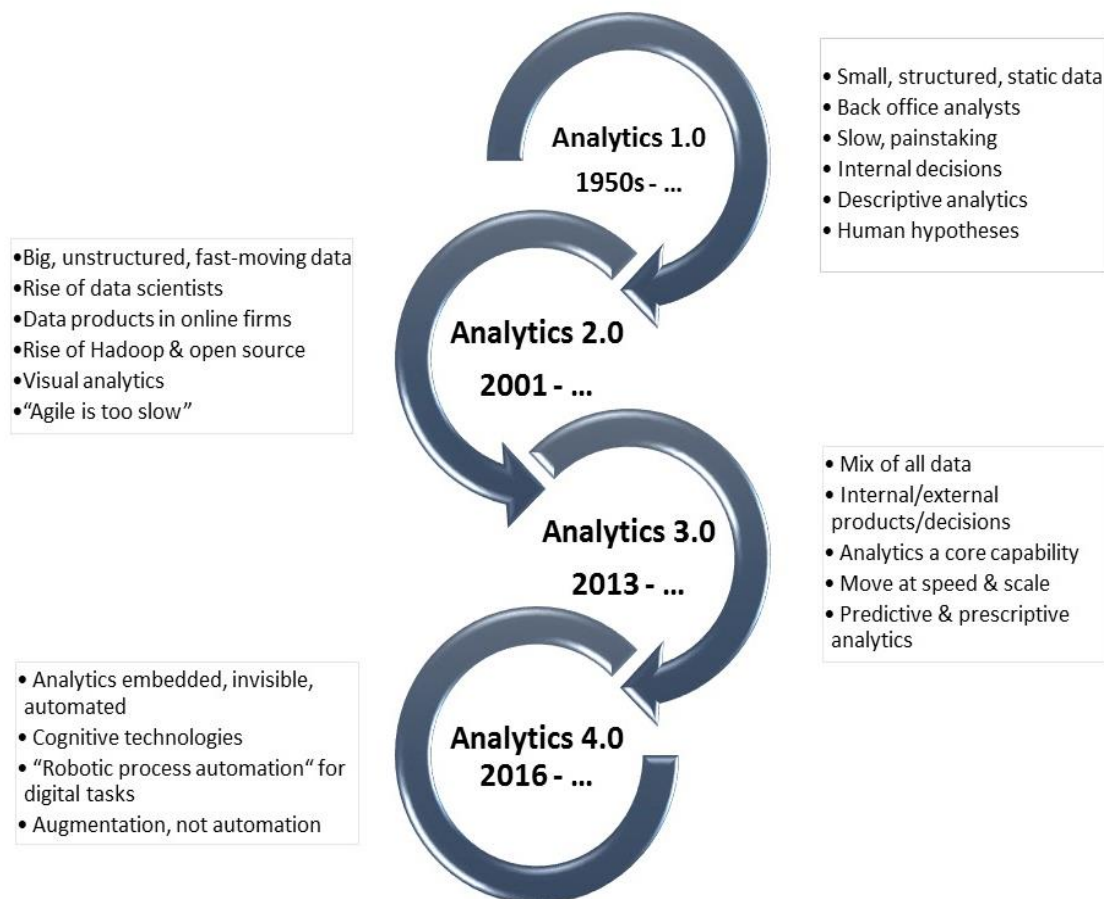 Analytics 1.0
1950s - ...
• Small, structured, static data
• Back office analysts
• Slow, painstaking
• Internal decisions
• Descriptive analytics
• Human hypotheses
•Big, unstructured, fast-moving data
•Rise of data scientists
•Data products in online firms
•Rise of Hadoop & open source
•Visual analytics
•“Agile is too slow”
Analytics 2.0
2001 - ...
Analytics 3.0
2013 - ...
• Mix of all data
• Internal/external
products/decisions
• Analytics a core capability
• Move at speed & scale
• Predictive & prescriptive
analytics
• Analytics embedded, invisible,
automated
• Cognitive technologies
• “Robotic process automation“ for
digital tasks
• Augmentation, not automation
Analytics 4.0
2016 - ...